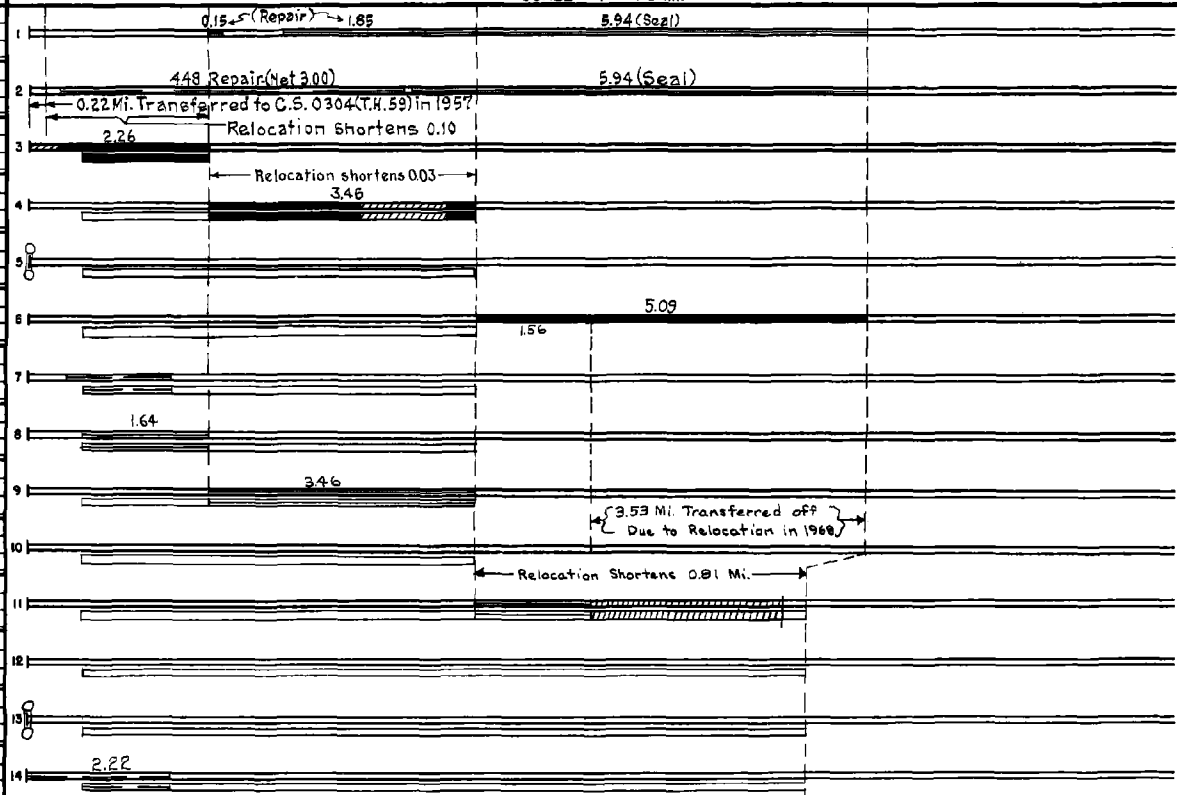 0.15 (Repair) 1.85
5.94 (Seal)
1
4.48 Repair (Net 3.00)
5.94 (Seal)
2
0.22 Mi. Transferred to C.S. 0304 (T.H. 59) in 1957
Relocation Shortens 0.10
2.26
3
Relocation shortens 0.03
3.46
4
5
5.09
6
1.56
7
1.64
8
3.46
9
3.53 Mi. Transferred off
Due to Relocation in 1968
10
Relocation Shortens 0.81 Mi.
11
12
13
2.22
14